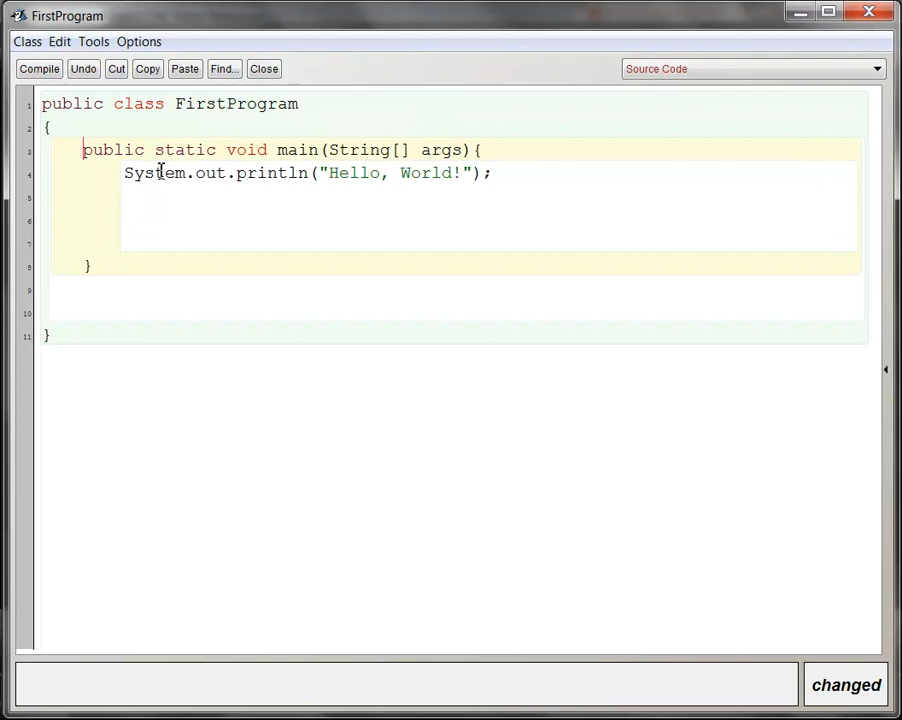 FirstProgram
Class Edit Tools Options
Compile Undo Cut Copy Paste Find... Close Source Code
1 public class FirstProgram
2 {
3 public static void main(String[] args){
4 System.out.println("Hello, World!");
5
6
7
8 }
9
10
11 }
changed